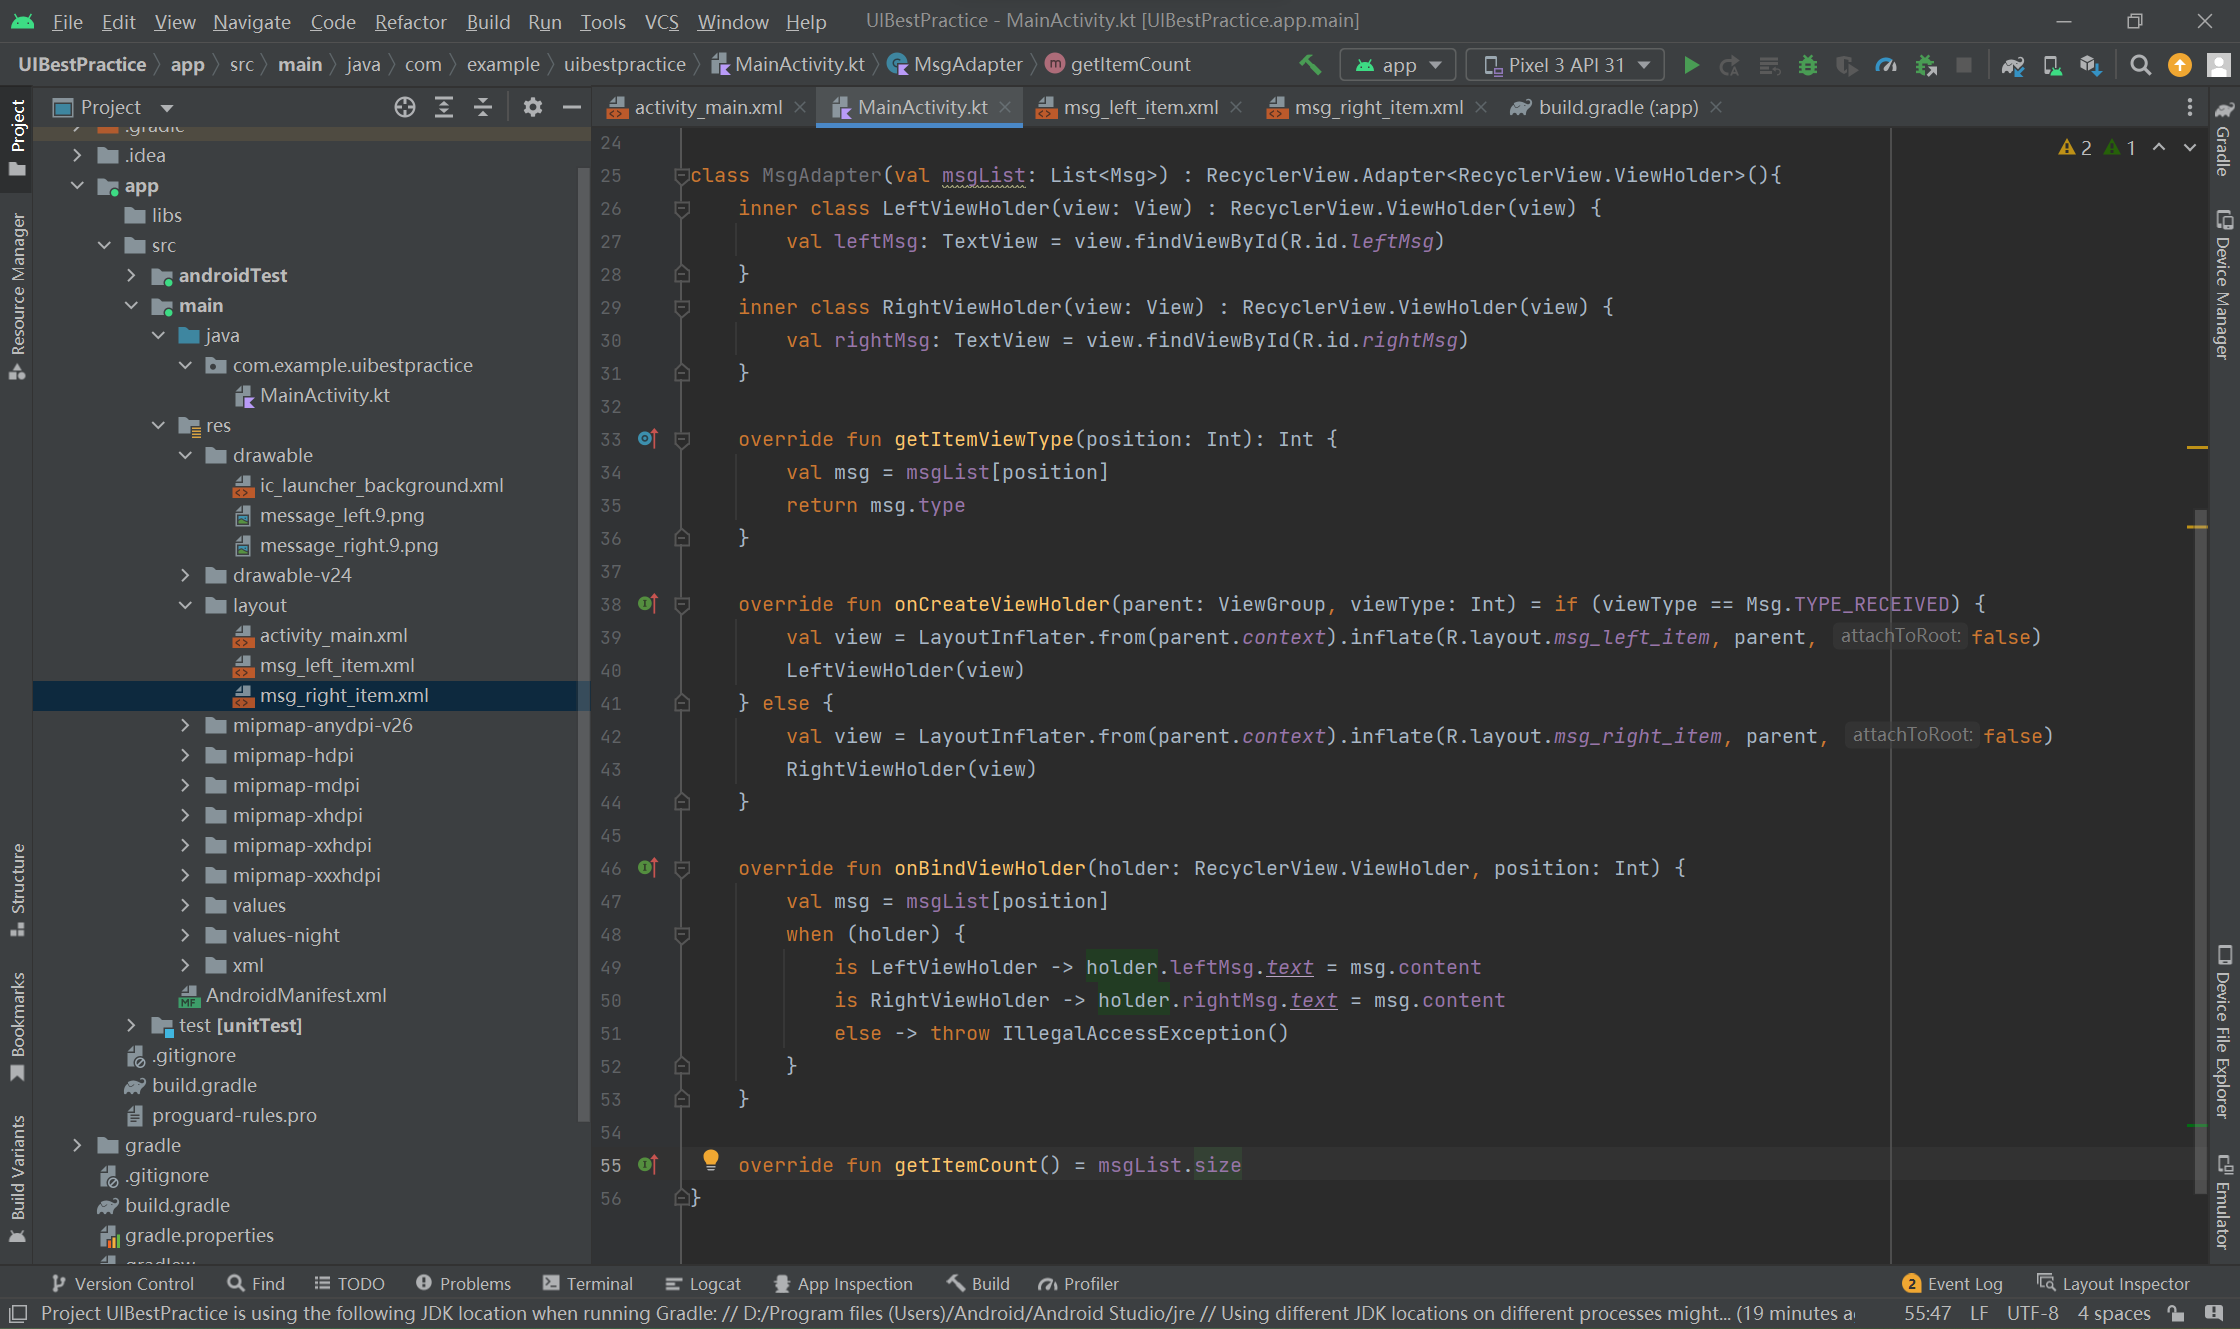 File Edit View Navigate Code Refactor Build Run Tools VCS Window Help UIBestPractice - MainActivity.kt [UIBestPractice.app.main]
UIBestPractice app src main java com example uibestpractice MainActivity.kt MsgAdapter getItemCount app Pixel 3 API 31
Project
activity_main.xml MainActivity.kt msg_left_item.xml msg_right_item.xml build.gradle (:app)
Project
Resource Manager
Structure
Bookmarks
Build Variants
.gradle
.idea
app
libs
src
androidTest
main
java
com.example.uibestpractice
MainActivity.kt
res
drawable
ic_launcher_background.xml
message_left.9.png
message_right.9.png
drawable-v24
layout
activity_main.xml
msg_left_item.xml
msg_right_item.xml
mipmap-anydpi-v26
mipmap-hdpi
mipmap-mdpi
mipmap-xhdpi
mipmap-xxhdpi
mipmap-xxxhdpi
values
values-night
xml
AndroidManifest.xml
test [unitTest]
.gitignore
build.gradle
proguard-rules.pro
gradle
.gitignore
build.gradle
gradle.properties
2 1
24
25 class MsgAdapter(val msgList: List<Msg>) : RecyclerView.Adapter<RecyclerView.ViewHolder>(){
26 inner class LeftViewHolder(view: View) : RecyclerView.ViewHolder(view) {
27 val leftMsg: TextView = view.findViewById(R.id.leftMsg)
28 }
29 inner class RightViewHolder(view: View) : RecyclerView.ViewHolder(view) {
30 val rightMsg: TextView = view.findViewById(R.id.rightMsg)
31 }
32
33 override fun getItemViewType(position: Int): Int {
34 val msg = msgList[position]
35 return msg.type
36 }
37
38 override fun onCreateViewHolder(parent: ViewGroup, viewType: Int) = if (viewType == Msg.TYPE_RECEIVED) {
39 val view = LayoutInflater.from(parent.context).inflate(R.layout.msg_left_item, parent, attachToRoot: false)
40 LeftViewHolder(view)
41 } else {
42 val view = LayoutInflater.from(parent.context).inflate(R.layout.msg_right_item, parent, attachToRoot: false)
43 RightViewHolder(view)
44 }
45
46 override fun onBindViewHolder(holder: RecyclerView.ViewHolder, position: Int) {
47 val msg = msgList[position]
48 when (holder) {
49 is LeftViewHolder -> holder.leftMsg.text = msg.content
50 is RightViewHolder -> holder.rightMsg.text = msg.content
51 else -> throw IllegalAccessException()
52 }
53 }
54
55 override fun getItemCount() = msgList.size
56 }
Gradle
Device Manager
Device File Explorer
Emulator
Version Control Find TODO Problems Terminal Logcat App Inspection Build Profiler 2 Event Log Layout Inspector
Project UIBestPractice is using the following JDK location when running Gradle: // D:/Program files (Users)/Android/Android Studio/jre // Using different JDK locations on different processes might... (19 minutes a 55:47 LF UTF-8 4 spaces